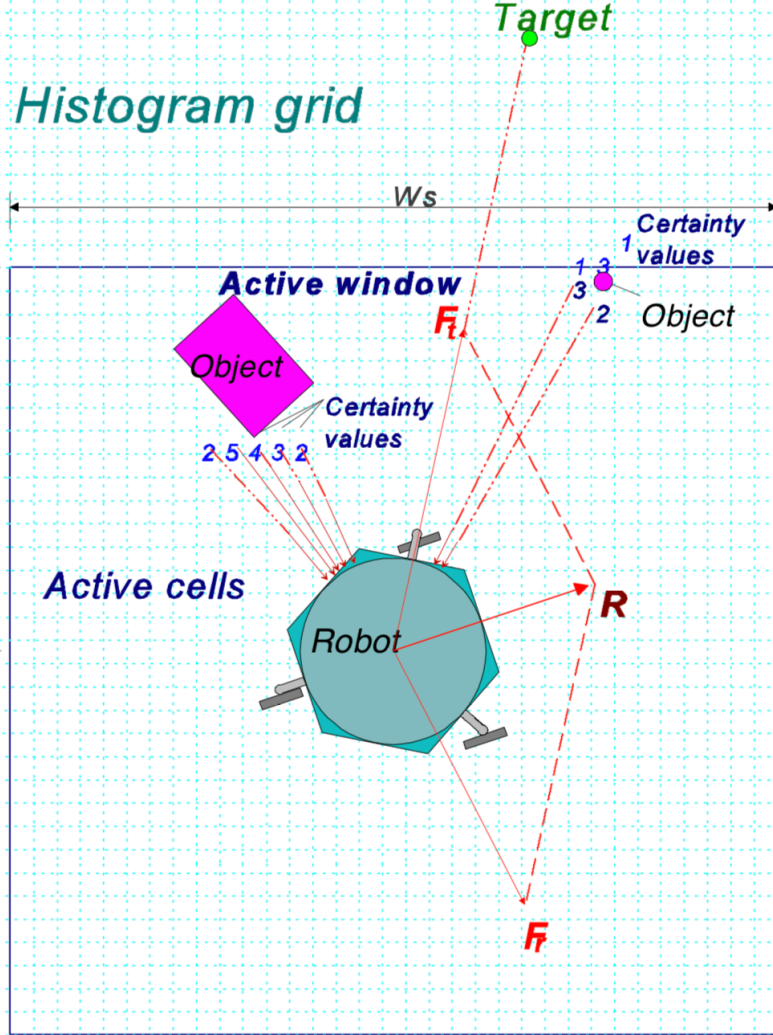 Target
Histogram grid
Ws
Certainty
values
1
1 3
3
2
Object
Active window
Ft
Object
Certainty
values
2 5 4 3 2
Active cells
R
Robot
Fr